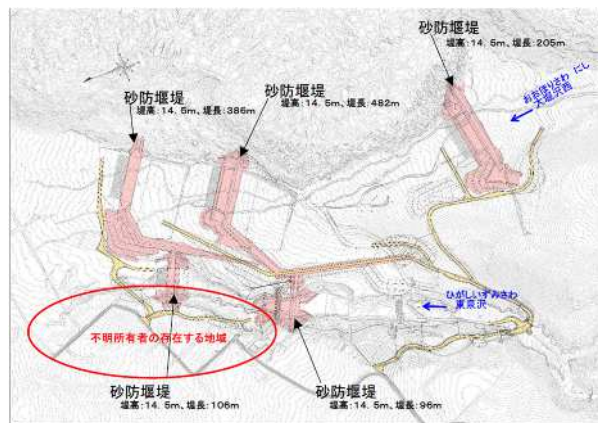 砂防堰堤
堤高:14.5m、堤長:205m
おおぼりさわ にし
大堀沢西
砂防堰堤
堤高:14.5m、堤長:386m
砂防堰堤
堤高:14.5m、堤長:482m
ひがしいずみさわ
東泉沢
不明所有者の存在する地域
砂防堰堤
堤高:14.5m、堤長:106m
砂防堰堤
堤高:14.5m、堤長:96m